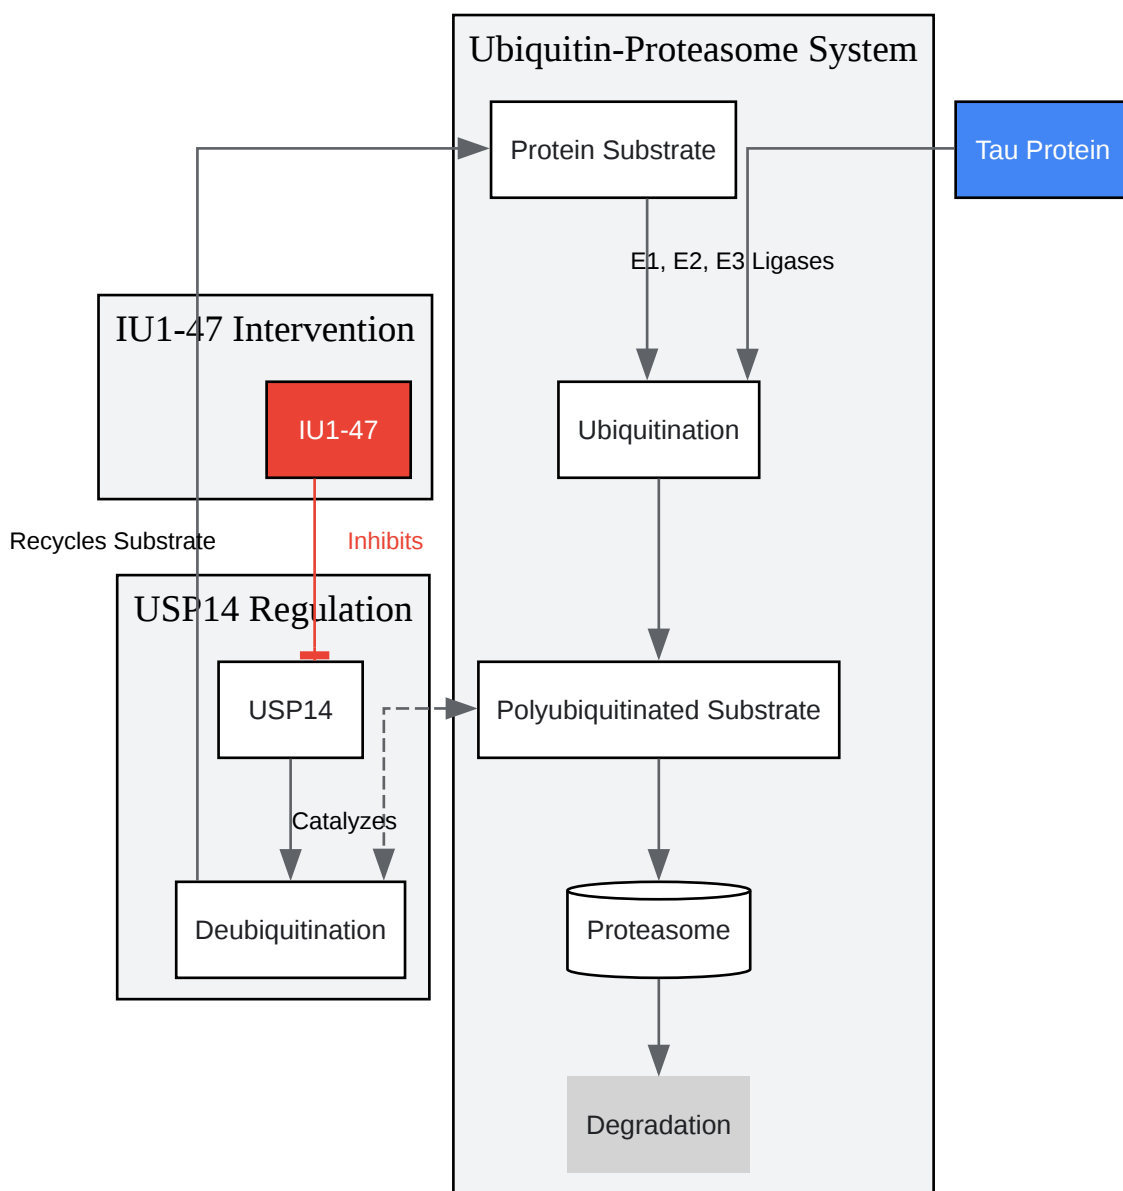 Ubiquitin-Proteasome System
Protein Substrate
Tau Protein
E1, E2, E3 Ligases
IU1-47 Intervention
IU1-47
Ubiquitination
Recycles Substrate
Inhibits
USP14 Regulation
USP14
Polyubiquitinated Substrate
Catalyzes
Deubiquitination
Proteasome
Degradation